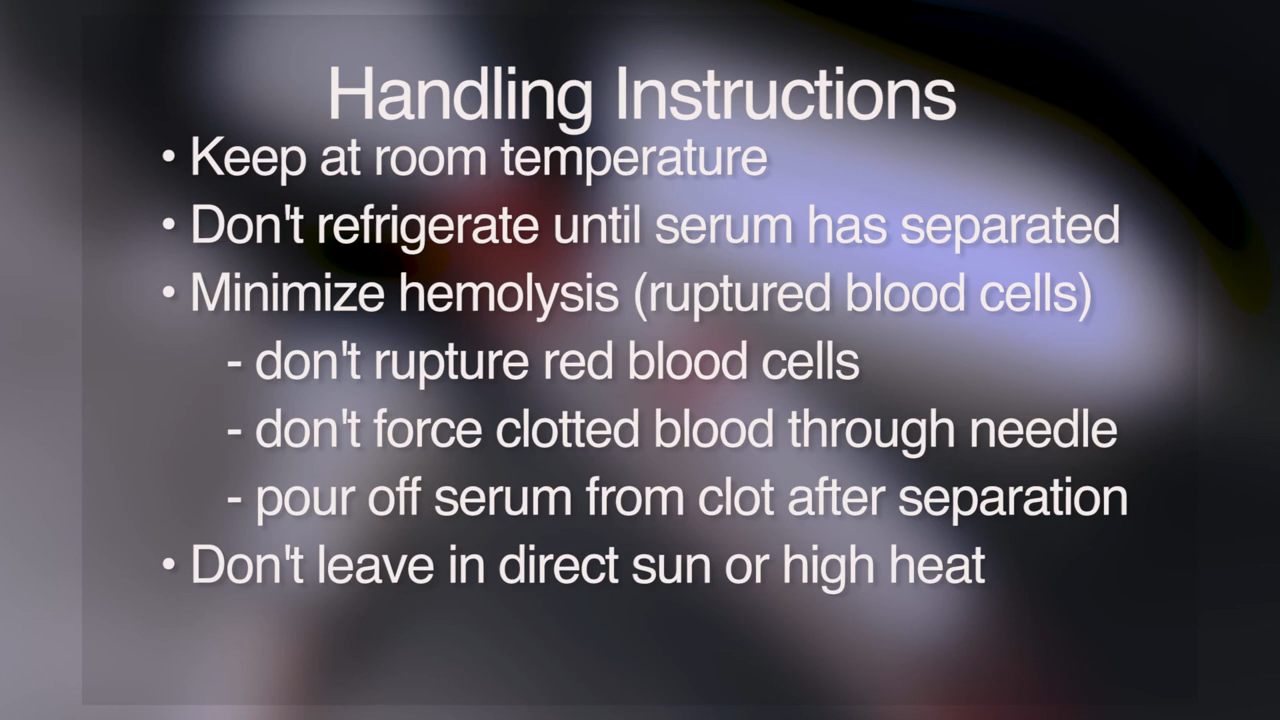 Handling Instructions
• Keep at room temperature
• Don't refrigerate until serum has separated
• Minimize hemolysis (ruptured blood cells)
- don't rupture red blood cells
- don't force clotted blood through needle
- pour off serum from clot after separation
• Don't leave in direct sun or high heat